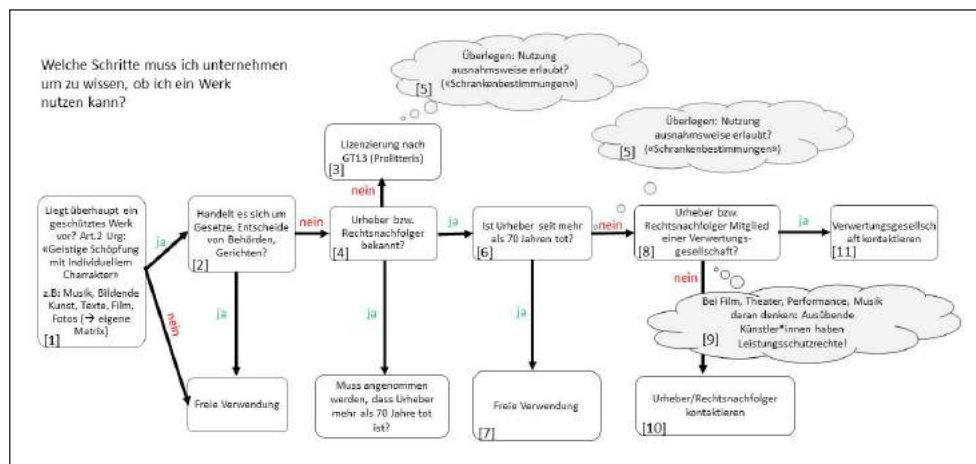 Welche Schritte muss ich unternehmen
um zu wissen, ob ich ein Werk
nutzen kann?
Überlegen: Nutzung
ausnahmsweise erlaubt?
[5] («Schrankenbestimmungen»)
Überlegen: Nutzung
ausnahmsweise erlaubt?
[5] («Schrankenbestimmungen»)
Lizenzierung nach
GT13 (Prolitteris)
[3]
nein
Liegt überhaupt ein
geschütztes Werk
vor? Art.2 Urg:
«Geistige Schöpfung
mit Individuellem
Charrakter»
z.B: Musik, Bildende
Kunst, Texte, Film,
Fotos (→ eigene
Matrix)
[1]
ja
nein
Handelt es sich um
Gesetze, Entscheide
von Behörden,
Gerichten?
[2]
nein
ja
Urheber bzw.
Rechtsnachfolger
bekannt?
[4]
ja
ja
Ist Urheber seit mehr
als 70 Jahren tot?
[6]
nein
ja
Urheber bzw.
Rechtsnachfolger Mitglied
einer Verwertungs-
gesellschaft?
[8]
ja
nein
Verwertungsgesellsch
aft kontaktieren
[11]
Bei Film, Theater, Performance, Musik
daran denken: Ausübende
Künstler*innen haben
[9] Leistungsschutzrechte!
Freie Verwendung
Muss angenommen
werden, dass Urheber
mehr als 70 Jahre tot
ist?
Freie Verwendung
[7]
Urheber/Rechtsnachfolger
kontaktieren
[10]